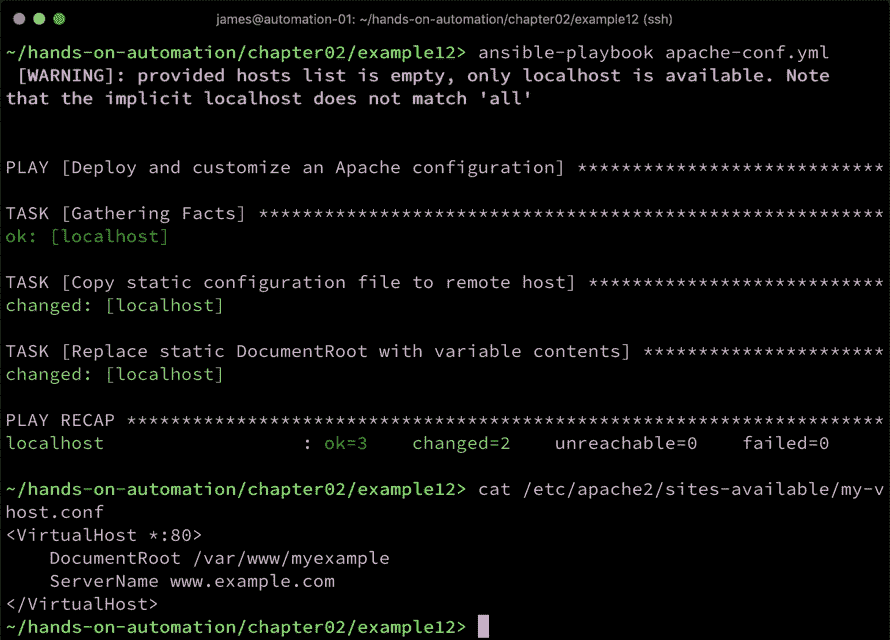 james@automation-01: ~/hands-on-automation/chapter02/example12 (ssh)
~/hands-on-automation/chapter02/example12> ansible-playbook apache-conf.yml
 [WARNING]: provided hosts list is empty, only localhost is available. Note
that the implicit localhost does not match 'all'
PLAY [Deploy and customize an Apache configuration] ****************************
TASK [Gathering Facts] *********************************************************
ok: [localhost]
TASK [Copy static configuration file to remote host] ***************************
changed: [localhost]
TASK [Replace static DocumentRoot with variable contents] **********************
changed: [localhost]
PLAY RECAP *********************************************************************
localhost                  : ok=3    changed=2    unreachable=0    failed=0
~/hands-on-automation/chapter02/example12> cat /etc/apache2/sites-available/my-v
host.conf
<VirtualHost *:80>
    DocumentRoot /var/www/myexample
    ServerName www.example.com
</VirtualHost>
~/hands-on-automation/chapter02/example12>